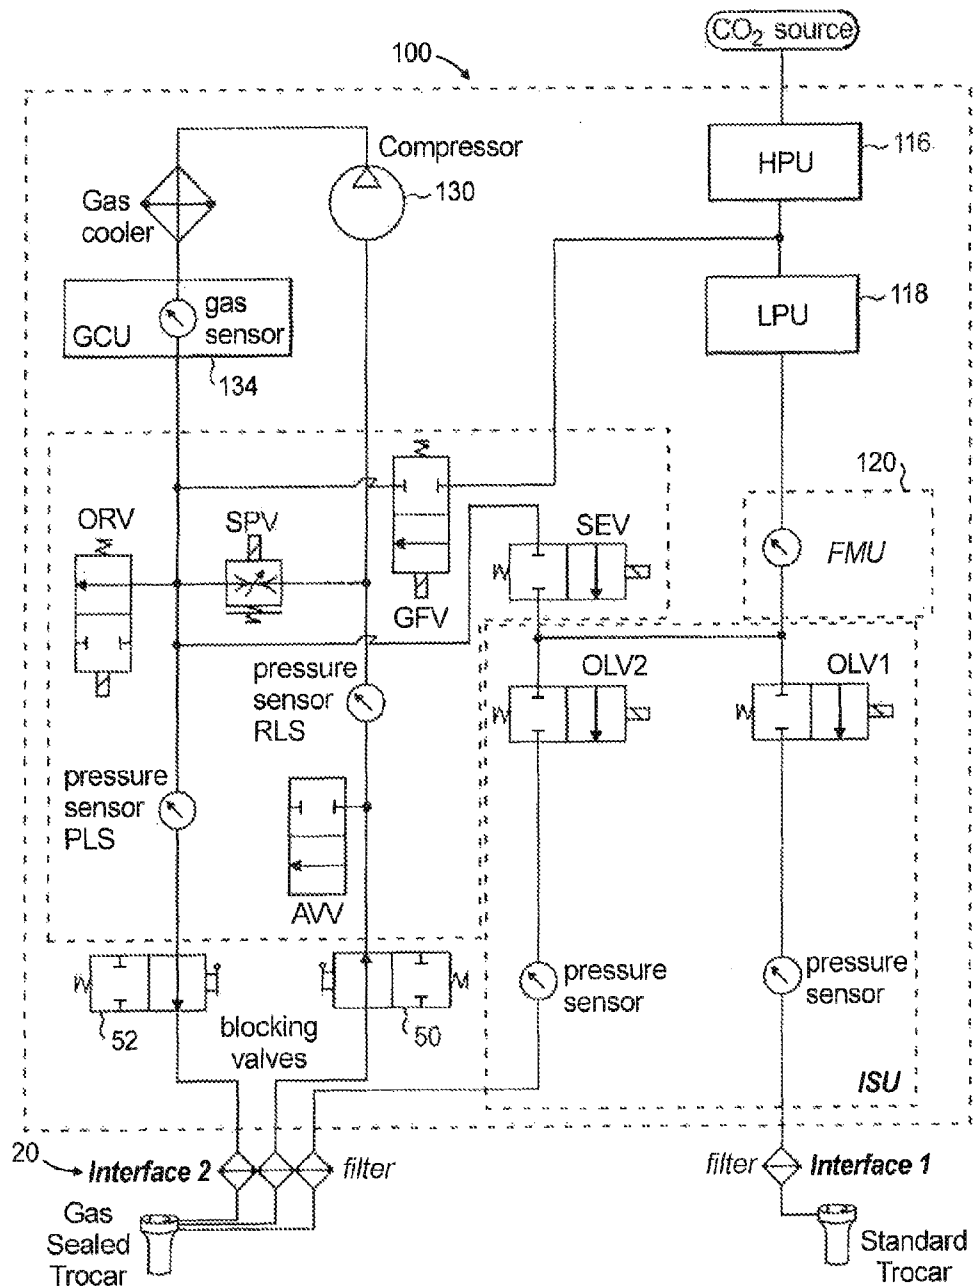 CO₂ source
100
HPU
116
Compressor
130
Gas
cooler
LPU
118
GCU
gas
sensor
134
120
ORV
SPV
SEV
FMU
GFV
pressure
sensor
RLS
OLV2
OLV1
pressure
sensor
PLS
AVV
pressure
sensor
pressure
sensor
52
blocking
valves
50
ISU
20
Interface 2
filter
filter
Interface 1
Gas
Sealed
Trocar
Standard
Trocar